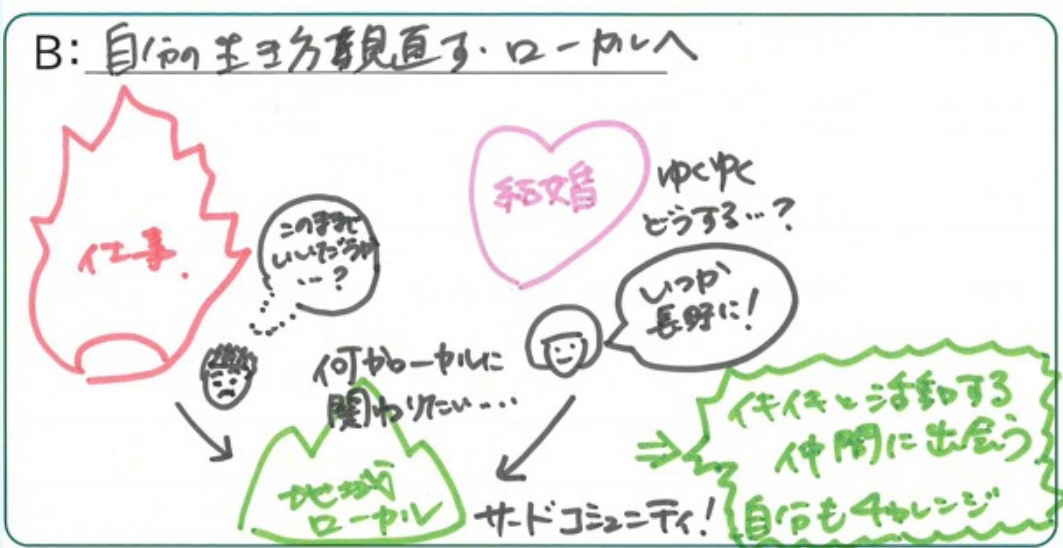 B: 自分の生き方を見直す・ローカルへ
仕事.
このままで
いいだろうか
…?
結婚
ゆくゆく
どうする…?
いつか
長野に!
何かローカルに
関わりたい…
地域
ローカル
サードコミュニティ!
⇒
イキイキと活動する
仲間に出会う
自分もチャレンジ